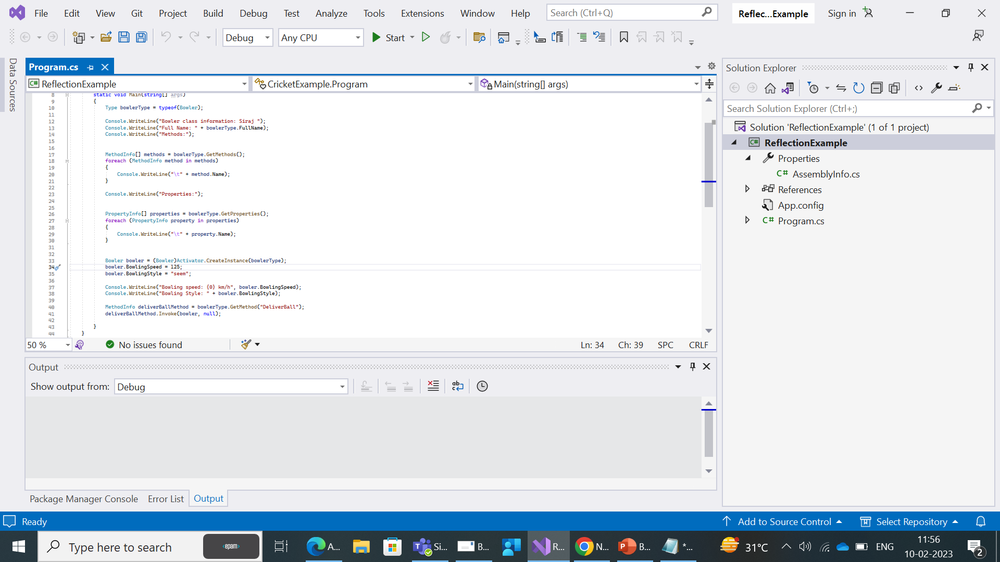 File Edit View Git Project Build Debug Test Analyze Tools Extensions Window Help Search (Ctrl+Q) Reflec...Example Sign in
Debug Any CPU Start
Data Sources
Program.cs
ReflectionExample CricketExample.Program Main(string[] args)
8 static void Main(string[] args)
9 {
10 Type bowlerType = typeof(Bowler);
11
12 Console.WriteLine("Bowler class information: Siraj ");
13 Console.WriteLine("Full Name: " + bowlerType.FullName);
14 Console.WriteLine("Methods:");
15
16
17 MethodInfo[] methods = bowlerType.GetMethods();
18 foreach (MethodInfo method in methods)
19 {
20 Console.WriteLine("\t" + method.Name);
21 }
22
23 Console.WriteLine("Properties:");
24
25
26 PropertyInfo[] properties = bowlerType.GetProperties();
27 foreach (PropertyInfo property in properties)
28 {
29 Console.WriteLine("\t" + property.Name);
30 }
31
32
33 Bowler bowler = (Bowler)Activator.CreateInstance(bowlerType);
34 bowler.BowlingSpeed = 125;
35 bowler.BowlingStyle = "seem";
36
37 Console.WriteLine("Bowling speed: {0} km/h", bowler.BowlingSpeed);
38 Console.WriteLine("Bowling Style: " + bowler.BowlingStyle);
39
40 MethodInfo deliverBallMethod = bowlerType.GetMethod("DeliverBall");
41 deliverBallMethod.Invoke(bowler, null);
42
43 }
44 }
50 % No issues found Ln: 34 Ch: 39 SPC CRLF
Output
Show output from: Debug
Package Manager Console Error List Output
Solution Explorer
Search Solution Explorer (Ctrl+;)
Solution 'ReflectionExample' (1 of 1 project)
C# ReflectionExample
Properties
C# AssemblyInfo.cs
References
App.config
C# Program.cs
Ready Add to Source Control Select Repository
Type here to search <epam> A... Si... B... R... N... B... *... 31°C ENG 11:56
10-02-2023 2